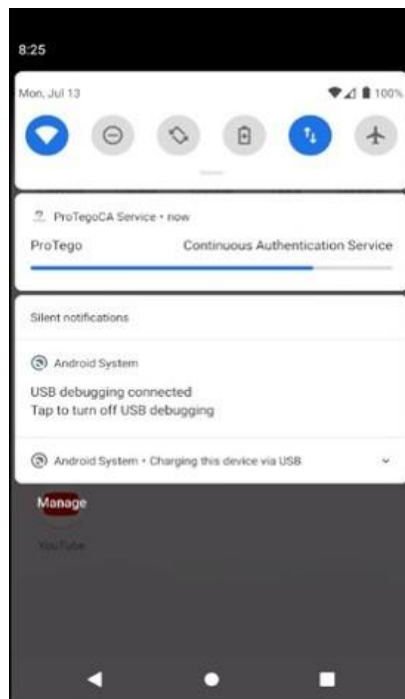 8:25
Mon, Jul 13 100%
ProTegoCA Service • now
ProTego Continuous Authentication Service
Silent notifications
Android System
USB debugging connected
Tap to turn off USB debugging
Android System • Charging this device via USB
Manage
YouTube